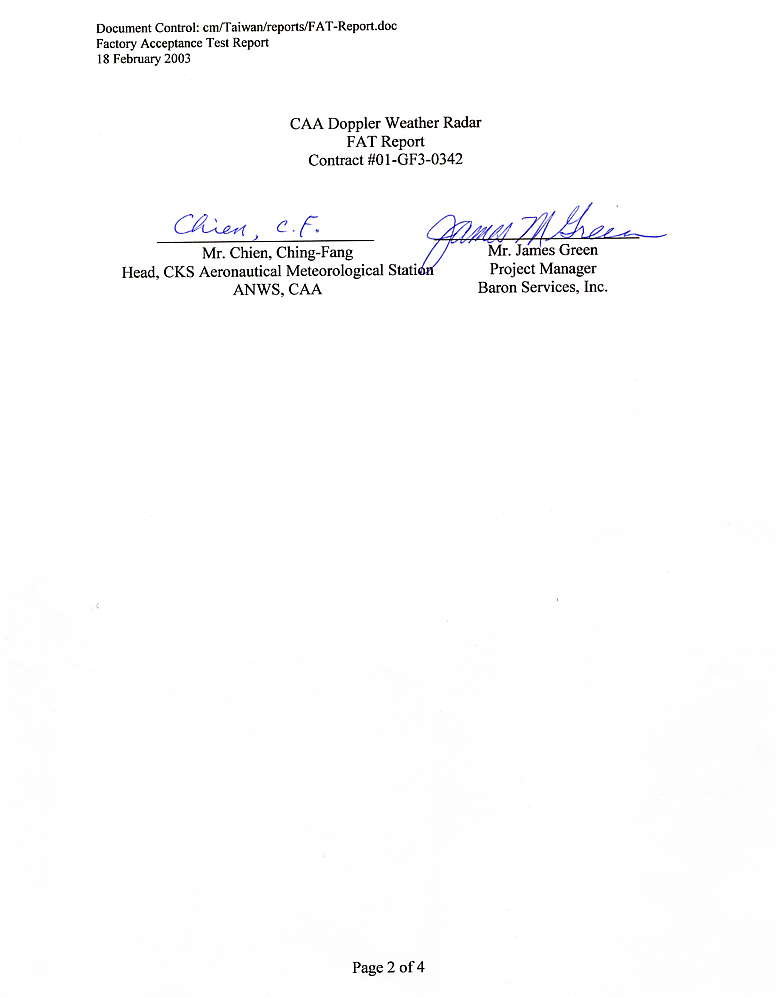 Document Control: cm/Taiwan/reports/FAT-Report.doc
Factory Acceptance Test Report
18 February 2003
CAA Doppler Weather Radar
FAT Report
Contract #01-GF3-0342
Chien, C.F.
James M Green
Mr. Chien, Ching-Fang
Mr. James Green
Head, CKS Aeronautical Meteorological Station
Project Manager
ANWS, CAA
Baron Services, Inc.
Page 2 of 4